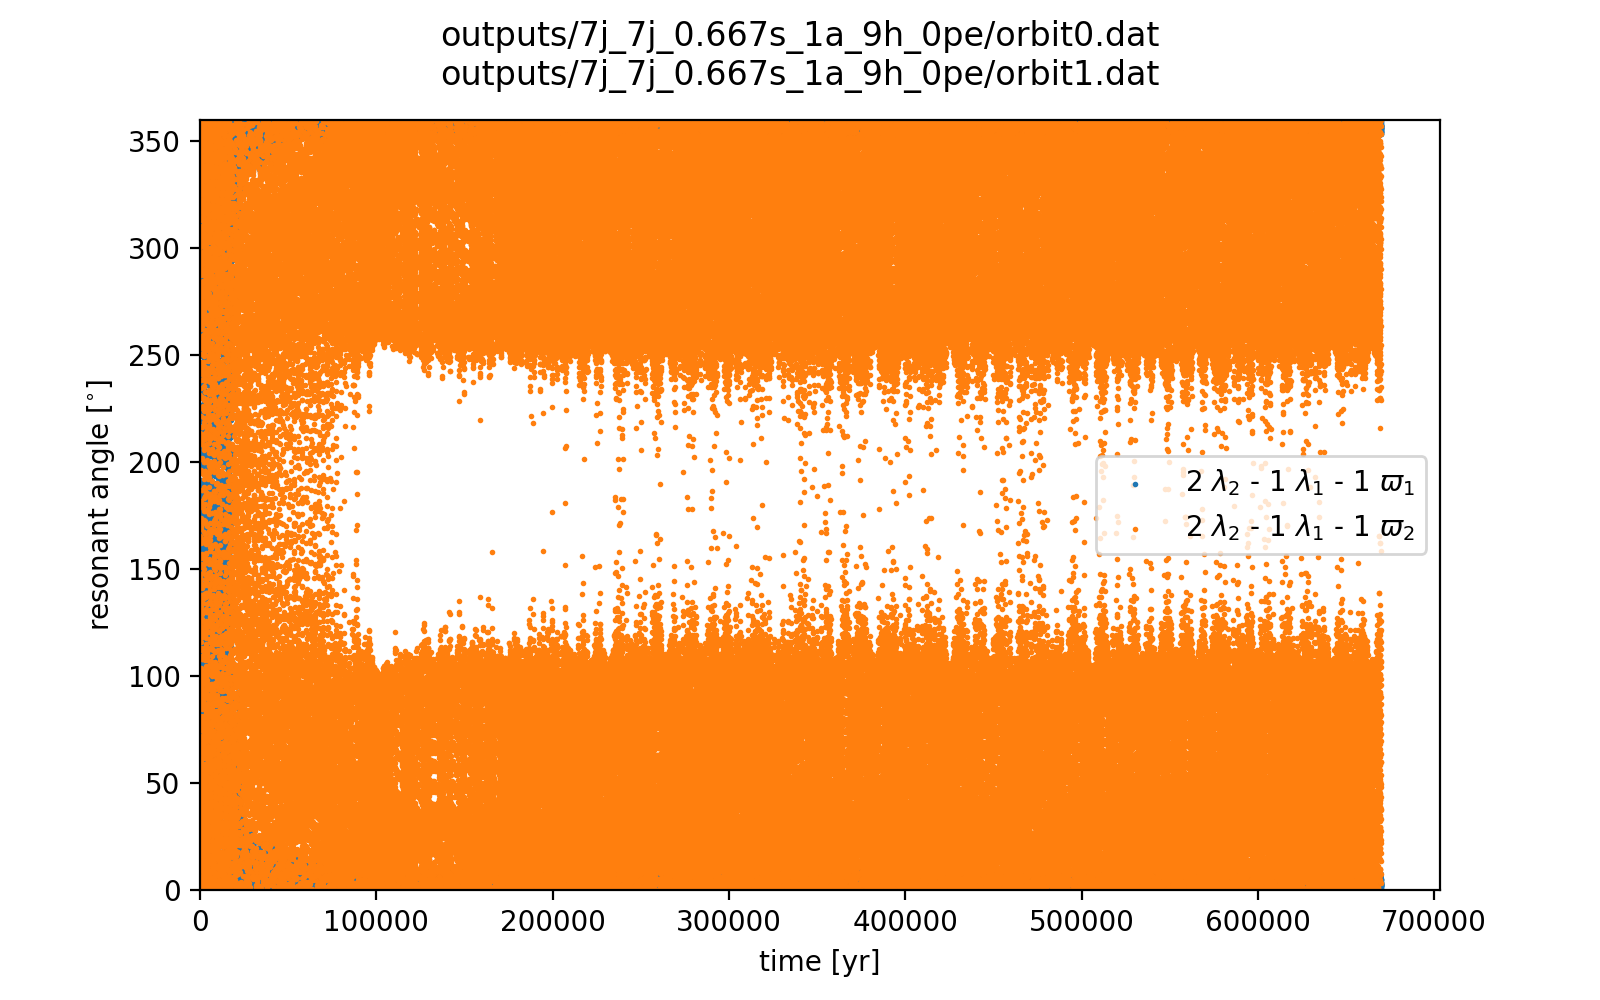 outputs/7j_7j_0.667s_1a_9h_0pe/orbit0.dat
outputs/7j_7j_0.667s_1a_9h_0pe/orbit1.dat
350
300
250
200
150
100
50
0
resonant angle [°]
2 λ₂ - 1 λ₁ - 1 ϖ₁
2 λ₂ - 1 λ₁ - 1 ϖ₂
0 100000 200000 300000 400000 500000 600000 700000
time [yr]